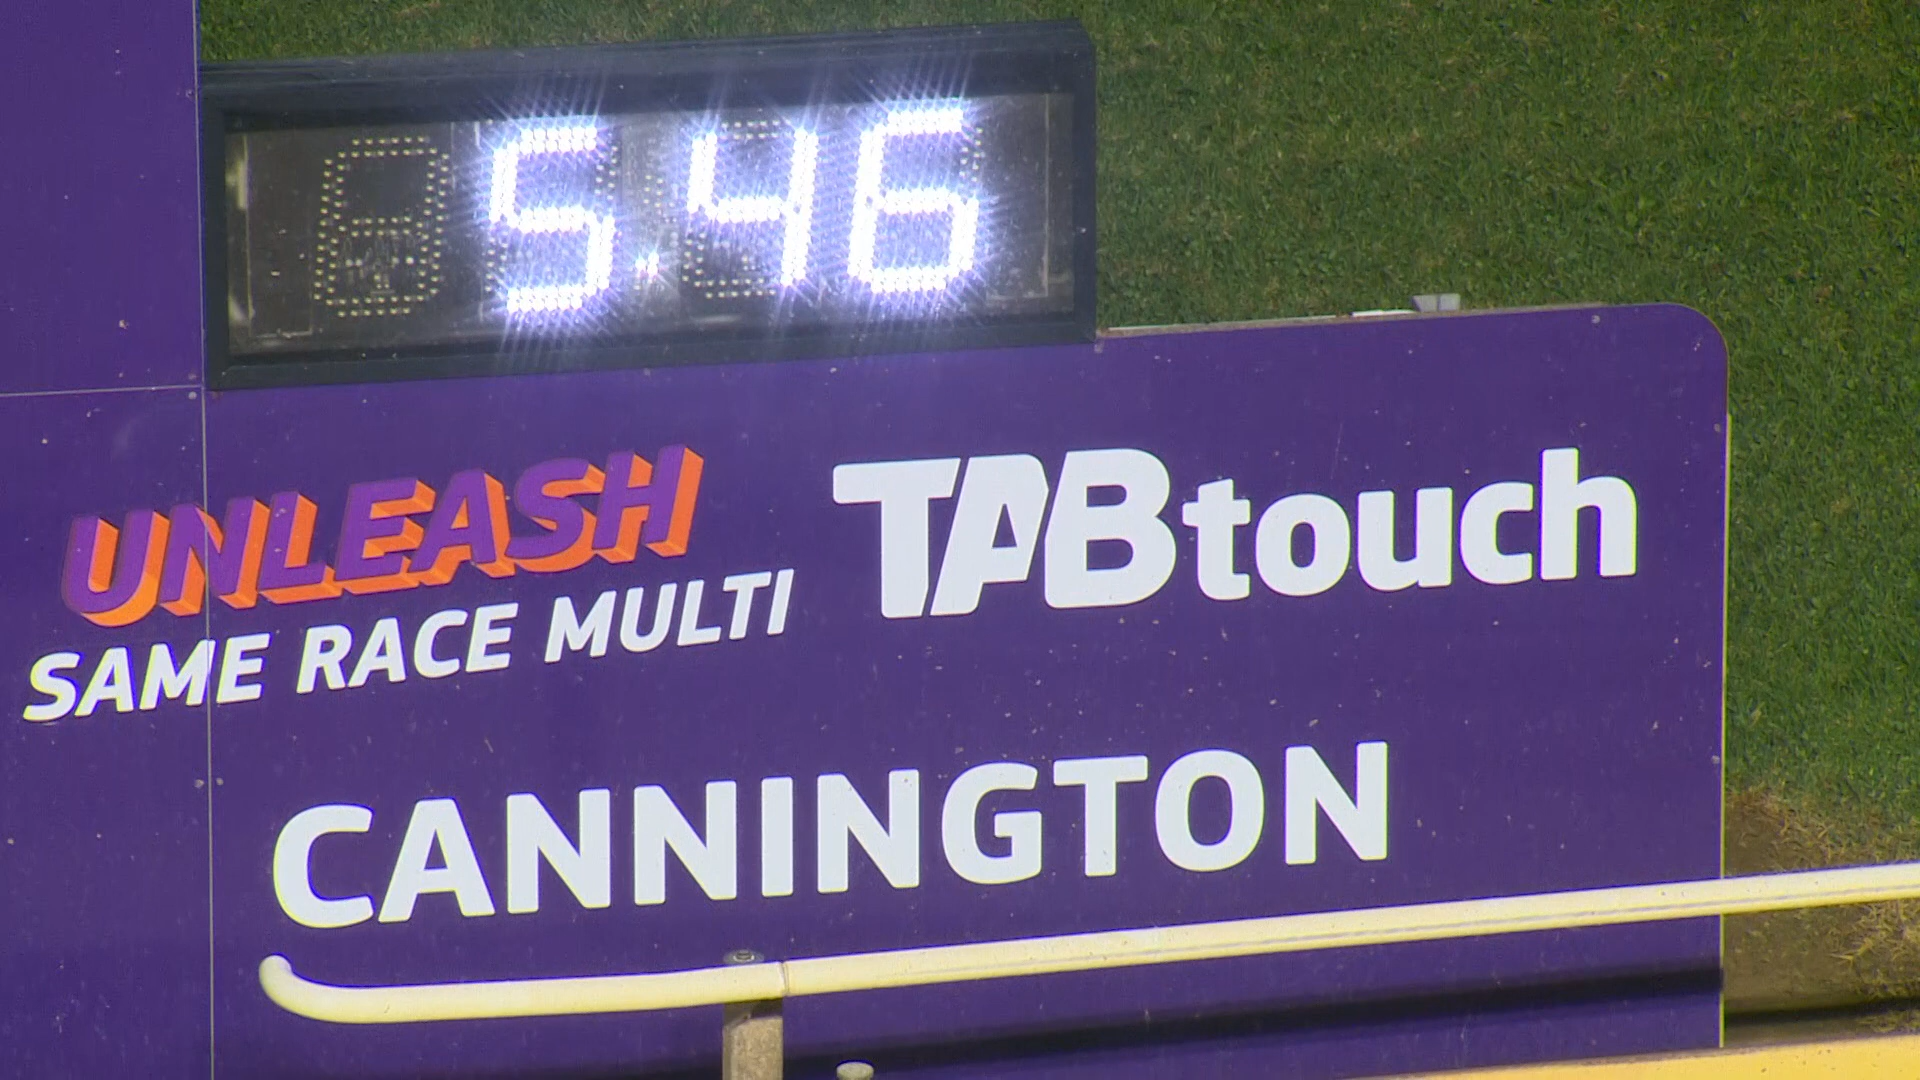 5.46
UNLEASH
SAME RACE MULTI
TABtouch
CANNINGTON